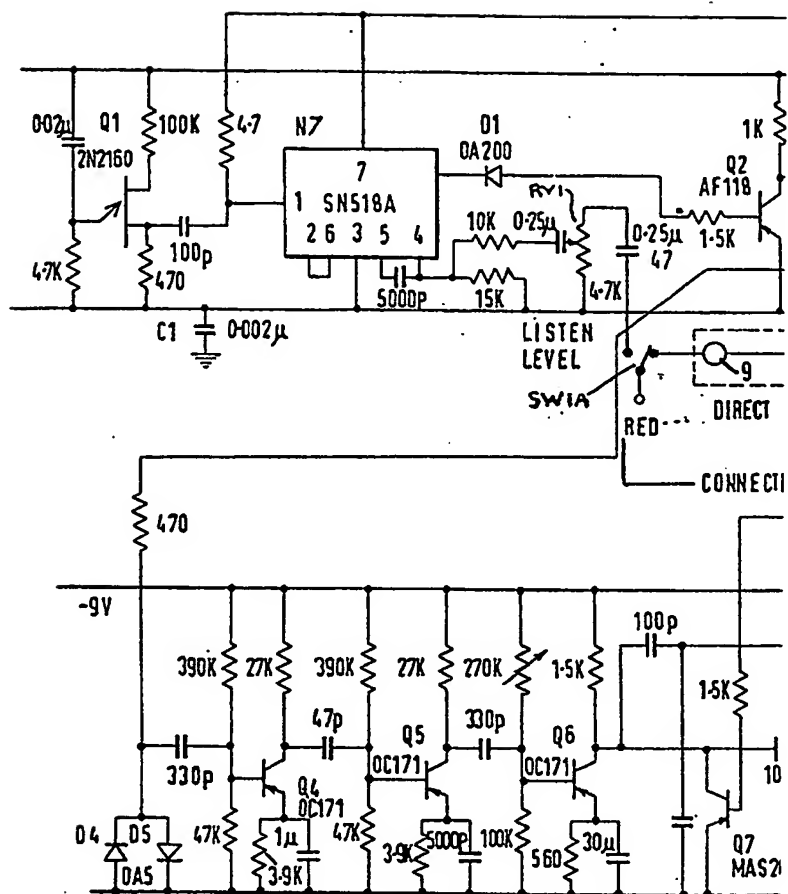 0·02µ Q1 100K 4·7 N7 D1 1K
2N2160 OA200 Q2
7 AF118
1 SN518A RV1
2 6 3 5 4 10K 0·25µ 0·25µ 1·5K
100p 47
4·7K 470 5000P 15K 4·7K
C1 0·002µ LISTEN
LEVEL 9
SW1A DIRECT
RED
CONNECTI
470
-9V
100p
390K 27K 390K 27K 270K 1·5K 1·5K
47p Q5 330p Q6
330p OC171 OC171 10
Q4
OC171
D4 D5 47K 1µ 47K 5000p 100K 30µ Q7
OA5 3·9K 3·9K 560 MAS2